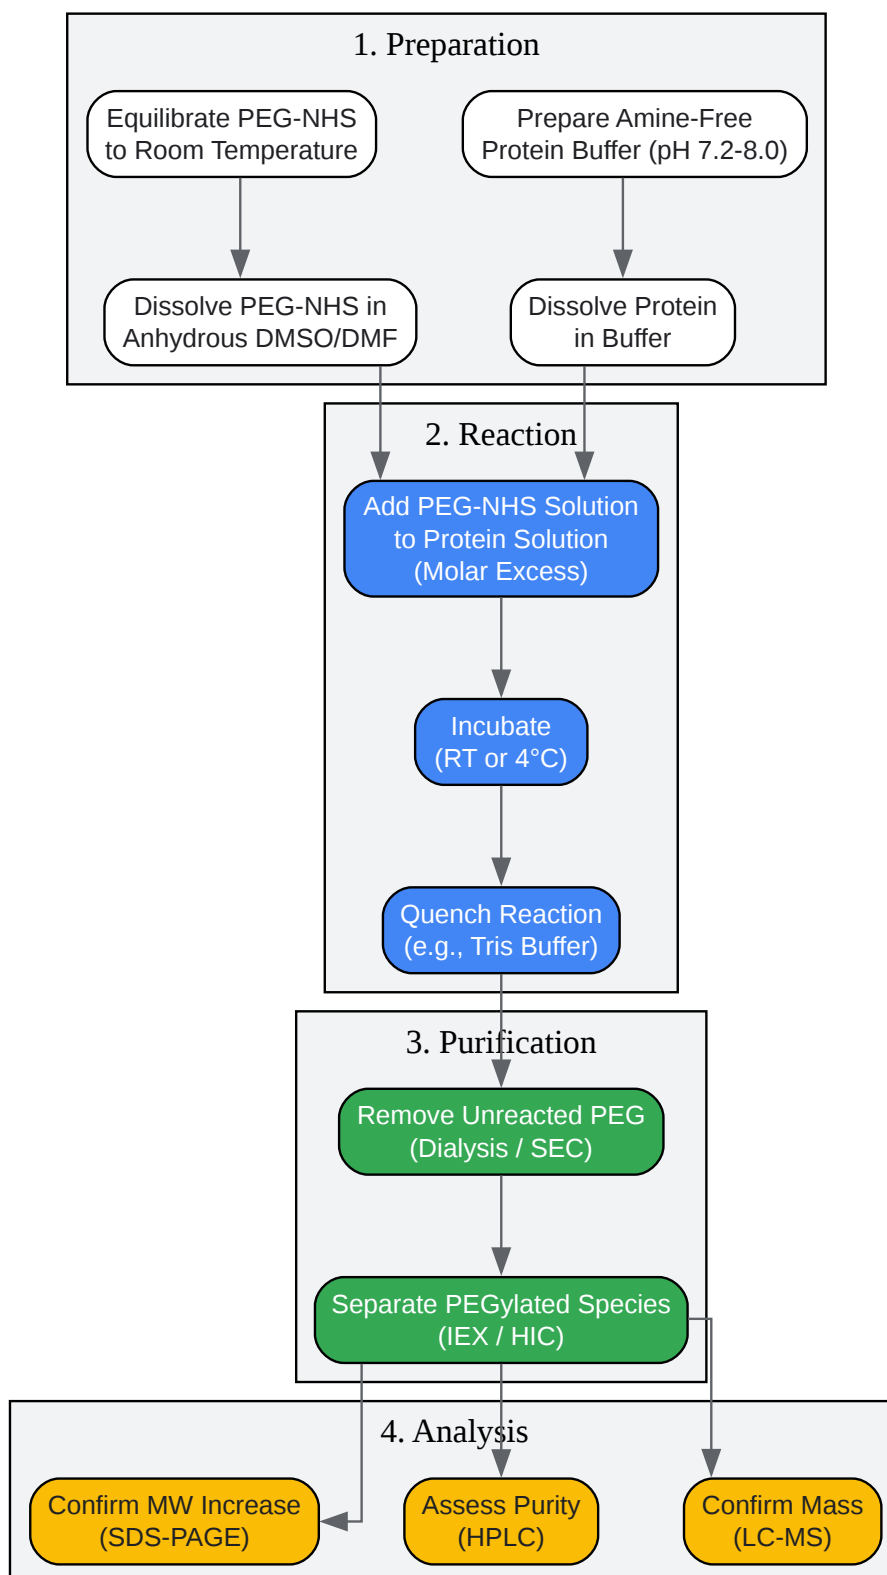 1. Preparation
Equilibrate PEG-NHS
to Room Temperature
Prepare Amine-Free
Protein Buffer (pH 7.2-8.0)
Dissolve PEG-NHS in
Anhydrous DMSO/DMF
Dissolve Protein
in Buffer
2. Reaction
Add PEG-NHS Solution
to Protein Solution
(Molar Excess)
Incubate
(RT or 4°C)
Quench Reaction
(e.g., Tris Buffer)
3. Purification
Remove Unreacted PEG
(Dialysis / SEC)
Separate PEGylated Species
(IEX / HIC)
4. Analysis
Confirm MW Increase
(SDS-PAGE)
Assess Purity
(HPLC)
Confirm Mass
(LC-MS)